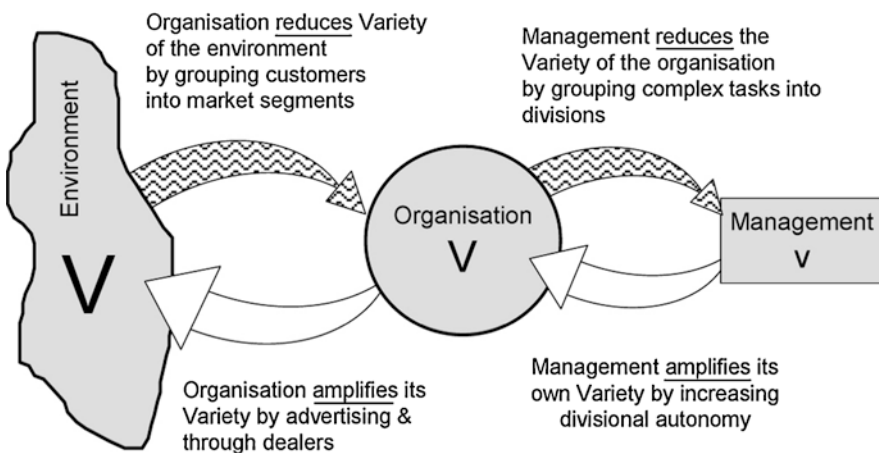 Organisation reduces Variety
of the environment
by grouping customers
into market segments
Management reduces the
Variety of the organisation
by grouping complex tasks into
divisions
Environment
V
Organisation
V
Management
v
Organisation amplifies its
Variety by advertising &
through dealers
Management amplifies its
own Variety by increasing
divisional autonomy